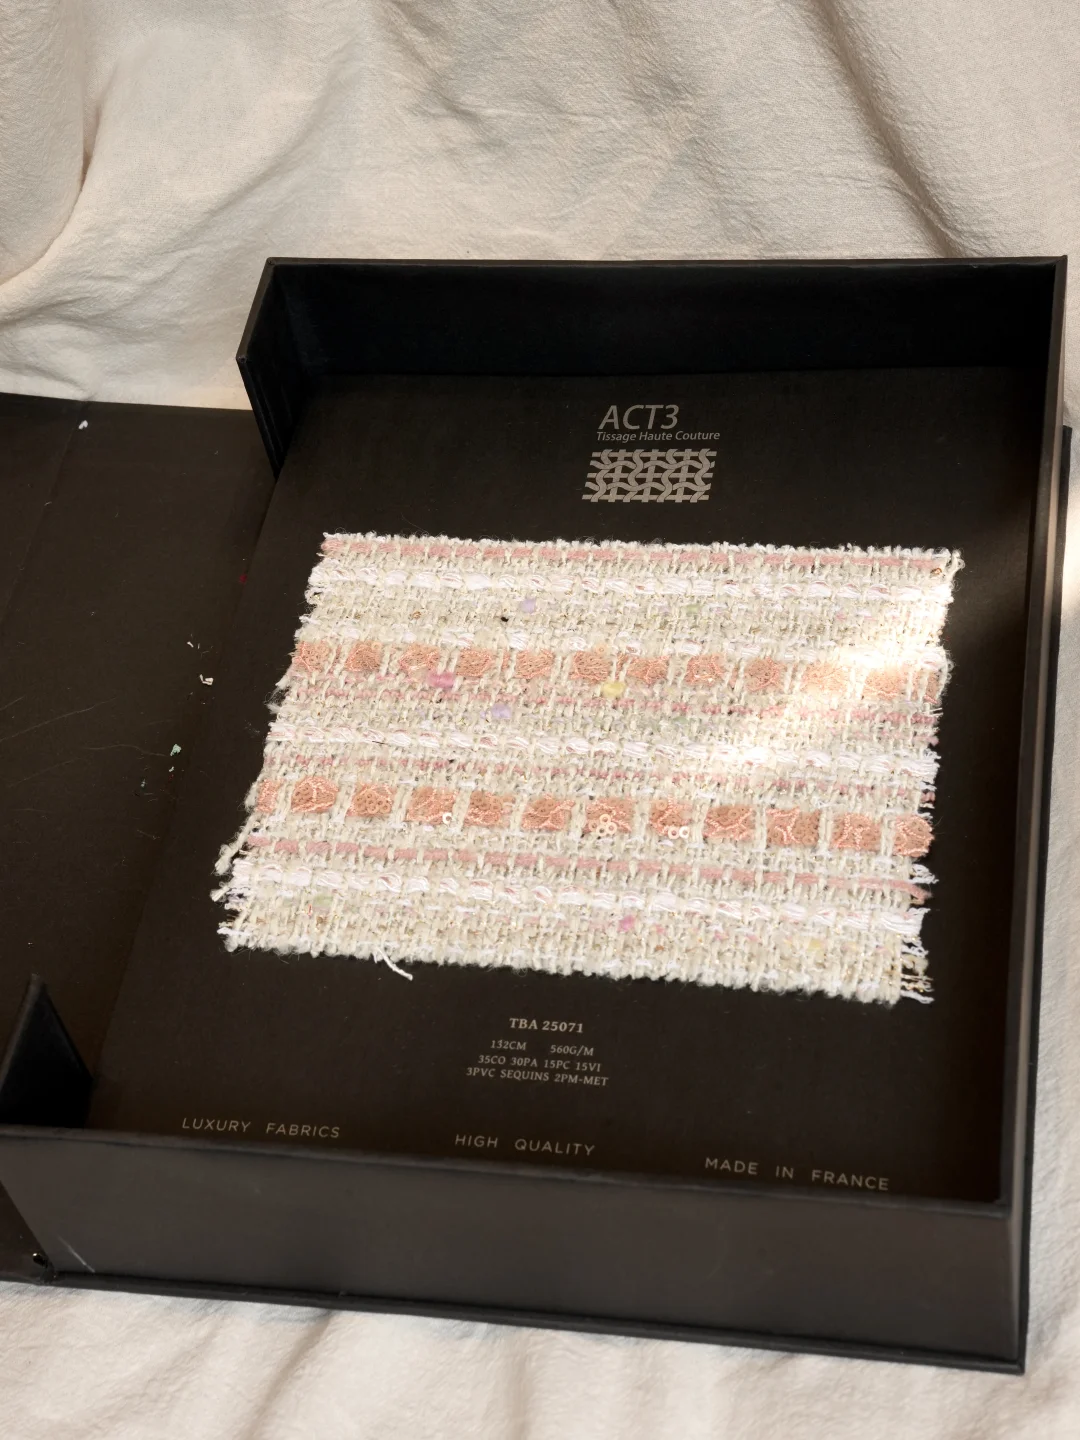 ACT3
Tissage Haute Couture
TBA 25071
132CM 560G/M
35CO 30PA 15PC 15VI
3PVC SEQUINS 2PM-MET
LUXURY FABRICS
HIGH QUALITY
MADE IN FRANCE